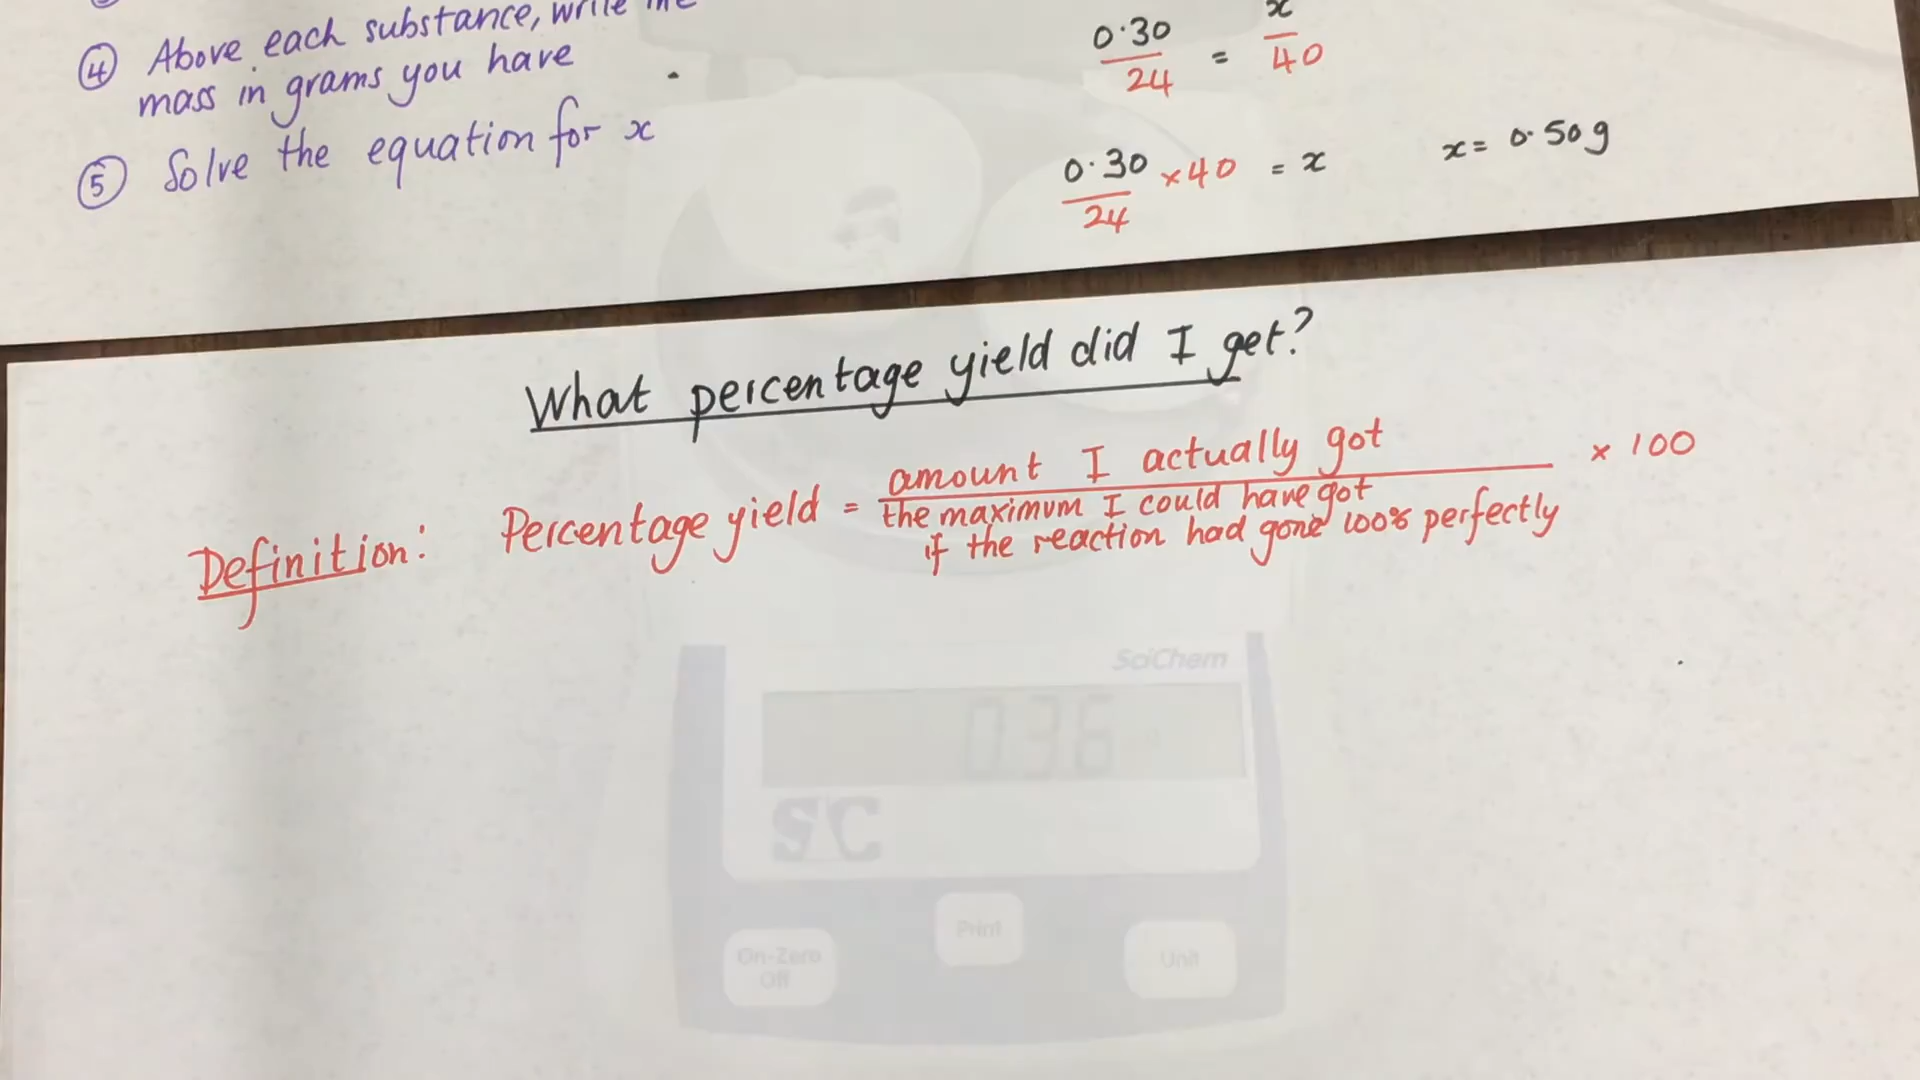 ④ Above each substance, write the
mass in grams you have
⑤ Solve the equation for x
0.30/24 = x/40
0.30/24 × 40 = x
x = 0.50g
What percentage yield did I get?
Definition: Percentage yield = amount I actually got / the maximum I could have got if the reaction had gone 100% perfectly × 100
SciChem
0.36
SC
On-Zero
Off
Print
Unit